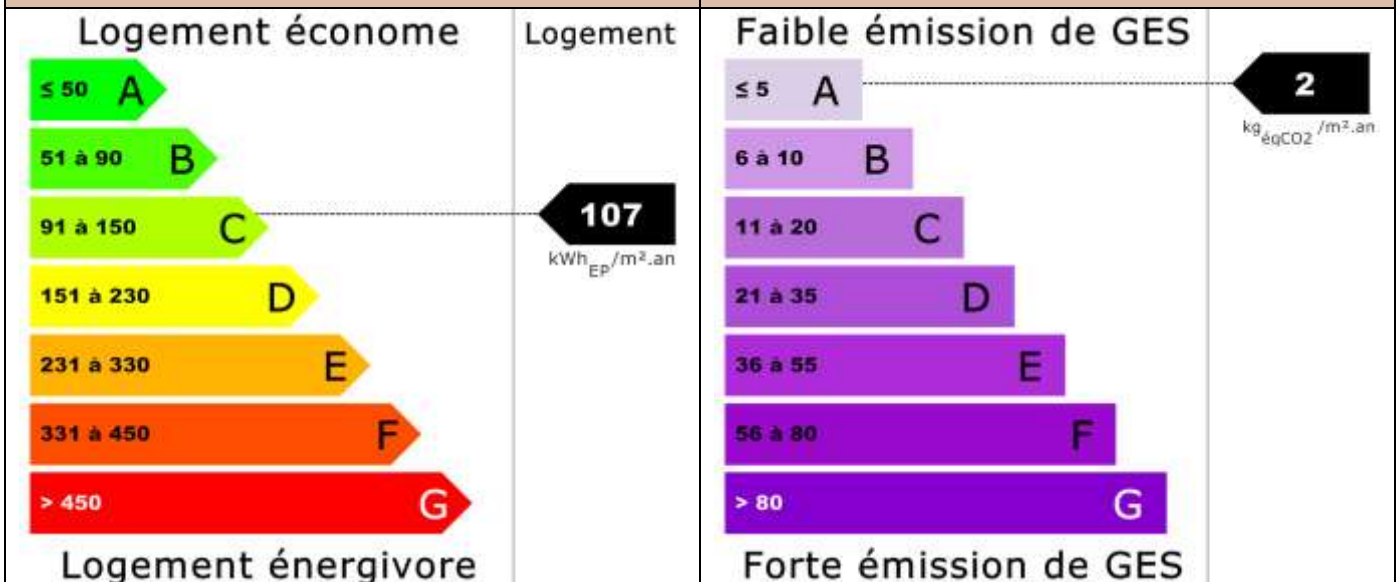 Logement économe
Logement
≤ 50 A
51 à 90 B
91 à 150 C
151 à 230 D
231 à 330 E
331 à 450 F
> 450 G
Logement énergivore
107
kWhEP/m².an
Faible émission de GES
≤ 5 A
6 à 10 B
11 à 20 C
21 à 35 D
36 à 55 E
56 à 80 F
> 80 G
Forte émission de GES
2
kgéqCO2 /m².an